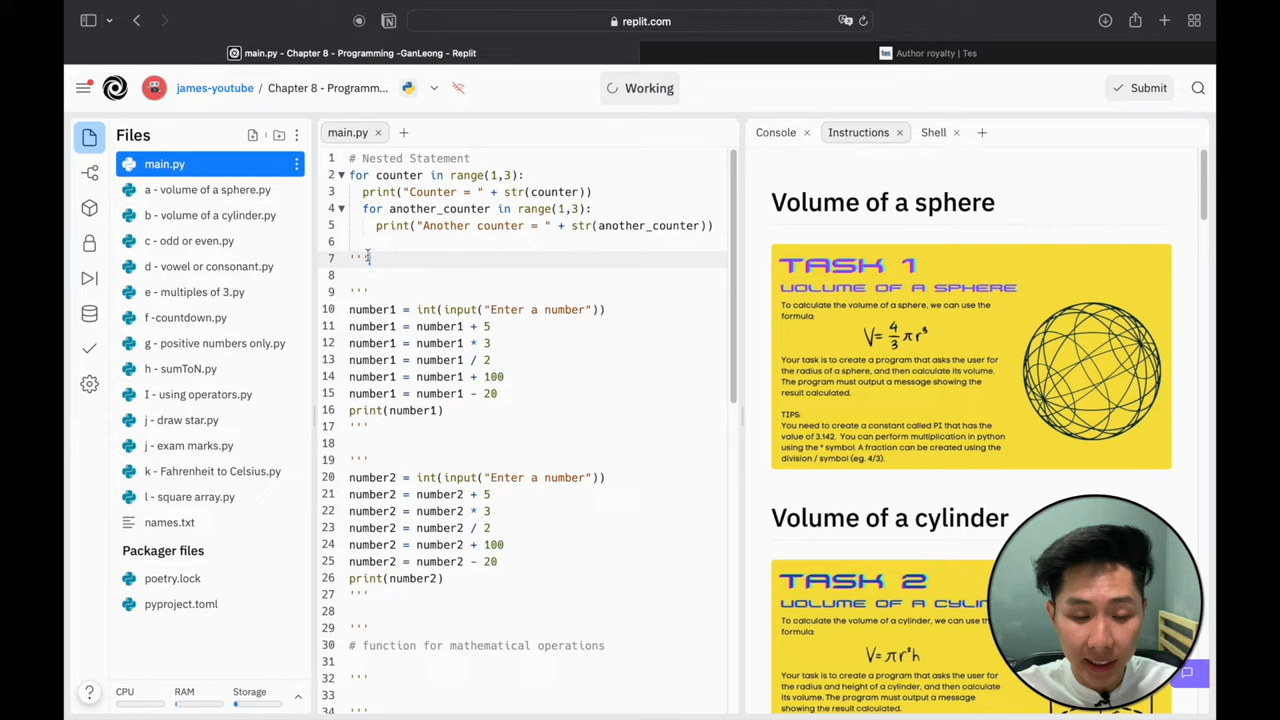 replit.com
main.py - Chapter 8 - Programming -GanLeong - Replit
tes Author royalty | Tes
james-youtube / Chapter 8 - Programm...
Working
Submit
Files
main.py
a - volume of a sphere.py
b - volume of a cylinder.py
c - odd or even.py
d - vowel or consonant.py
e - multiples of 3.py
f -countdown.py
g - positive numbers only.py
h - sumToN.py
I - using operators.py
j - draw star.py
j - exam marks.py
k - Fahrenheit to Celsius.py
l - square array.py
names.txt
Packager files
poetry.lock
pyproject.toml
CPU RAM Storage
?
main.py
1 # Nested Statement
2 for counter in range(1,3):
3 print("Counter = " + str(counter))
4 for another_counter in range(1,3):
5 print("Another counter = " + str(another_counter))
6
7 '''
8
9 '''
10 number1 = int(input("Enter a number"))
11 number1 = number1 + 5
12 number1 = number1 * 3
13 number1 = number1 / 2
14 number1 = number1 + 100
15 number1 = number1 - 20
16 print(number1)
17 '''
18
19 '''
20 number2 = int(input("Enter a number"))
21 number2 = number2 + 5
22 number2 = number2 * 3
23 number2 = number2 / 2
24 number2 = number2 + 100
25 number2 = number2 - 20
26 print(number2)
27 '''
28
29 '''
30 # function for mathematical operations
31
32 '''
33
34 '''
Console Instructions Shell
Volume of a sphere
TASK 1
VOLUME OF A SPHERE
To calculate the volume of a sphere, we can use the
formula:
V= 4/3 πr³
Your task is to create a program that asks the user for
the radius of a sphere, and then calculate its volume.
The program must output a message showing the
result calculated.
TIPS:
You need to create a constant called PI that has the
value of 3.142. You can perform multiplication in python
using the * symbol. A fraction can be created using the
division / symbol (eg. 4/3).
Volume of a cylinder
TASK 2
VOLUME OF A CYLIN
To calculate the volume of a cylinder, we can use the
formula:
V=πr²h
Your task is to create a program that asks the user for
the radius and height of a cylinder, and then calculate
its volume. The program must output a message
showing the result calculated.